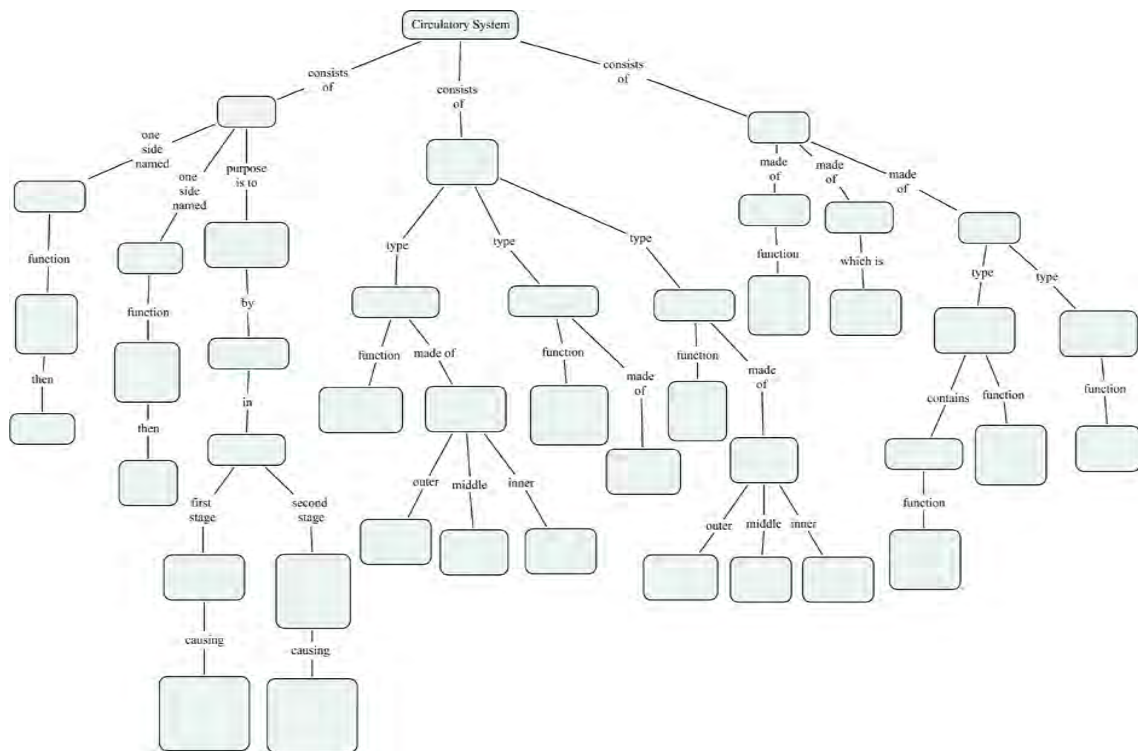 Circulatory System
consists
of
consists
of
consists
of
one
side
named
one
side
named
purpose
is to
made
of
made
of
made
of
function
function
by
type
type
type
function
which is
type
type
then
then
in
function
made of
function
made
of
function
made
of
contains
function
function
first
stage
second
stage
outer
middle
inner
outer
middle
inner
function
causing
causing